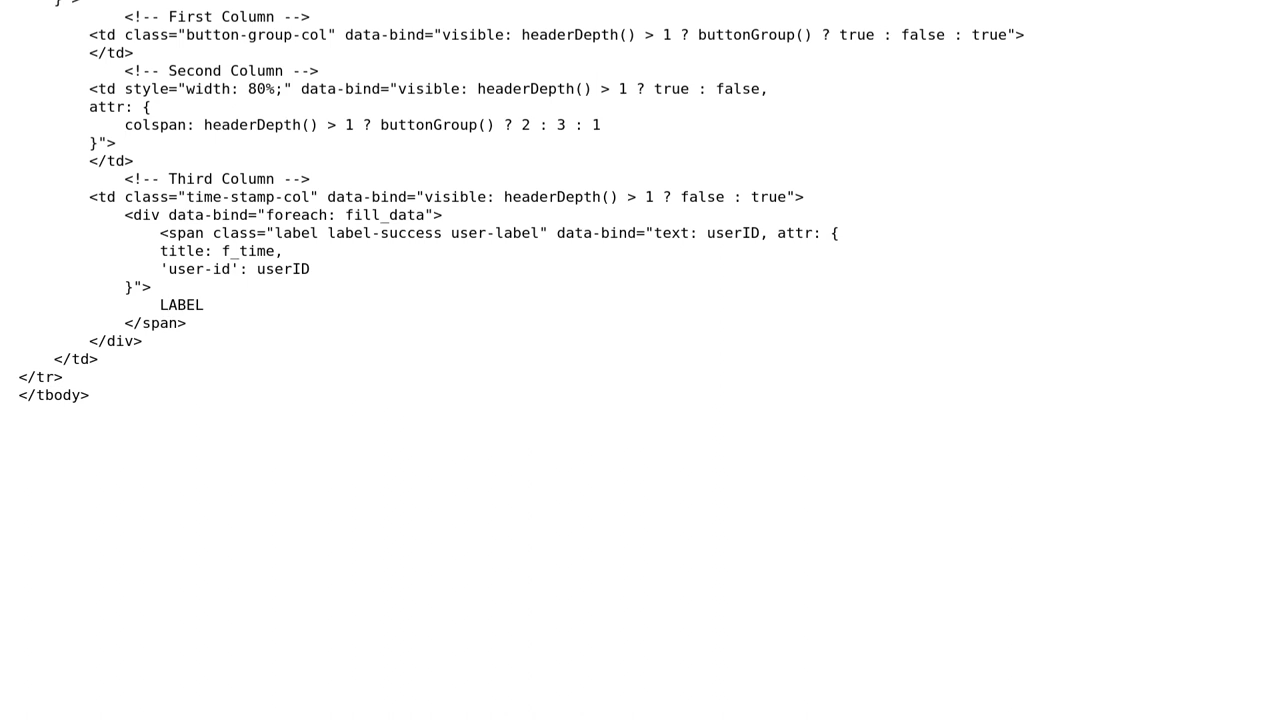 }">
<!-- First Column -->
<td class="button-group-col" data-bind="visible: headerDepth() > 1 ? buttonGroup() ? true : false : true">
</td>
<!-- Second Column -->
<td style="width: 80%;" data-bind="visible: headerDepth() > 1 ? true : false,
attr: {
colspan: headerDepth() > 1 ? buttonGroup() ? 2 : 3 : 1
}">
</td>
<!-- Third Column -->
<td class="time-stamp-col" data-bind="visible: headerDepth() > 1 ? false : true">
<div data-bind="foreach: fill_data">
<span class="label label-success user-label" data-bind="text: userID, attr: {
title: f_time,
'user-id': userID
}">
LABEL
</span>
</div>
</td>
</tr>
</tbody>